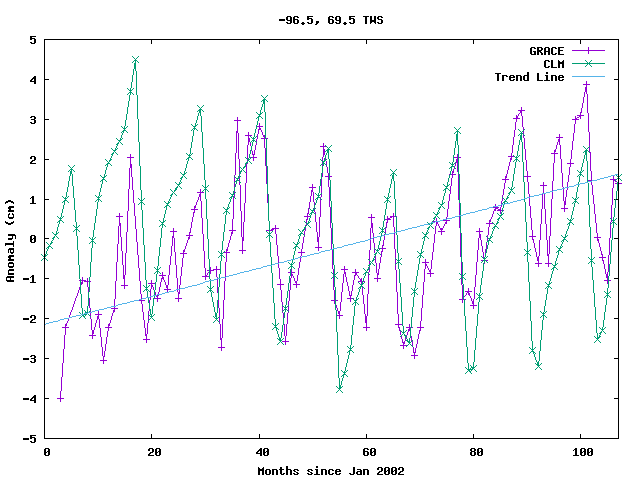 -96.5, 69.5 TWS
GRACE
CLM
Trend Line
5
4
3
2
1
0
-1
-2
-3
-4
-5
Anomaly (cm)
0 20 40 60 80 100
Months since Jan 2002